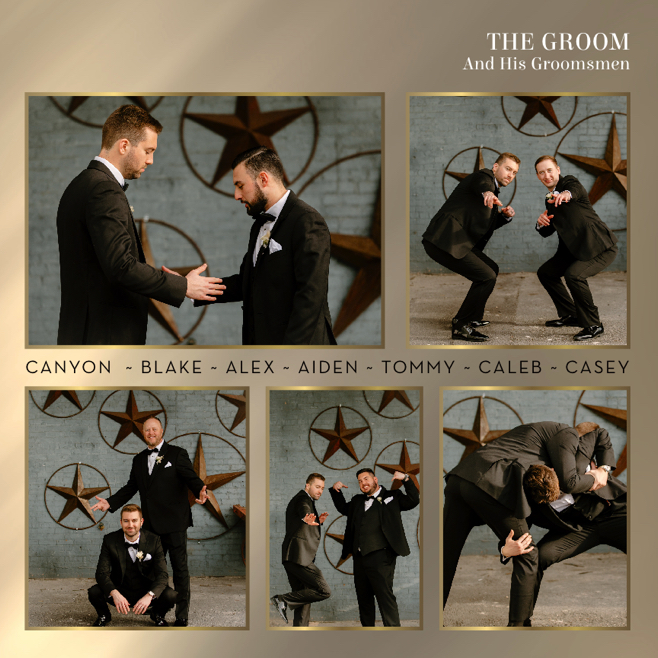 THE GROOM
And His Groomsmen
CANYON ~ BLAKE ~ ALEX ~ AIDEN ~ TOMMY ~ CALEB ~ CASEY